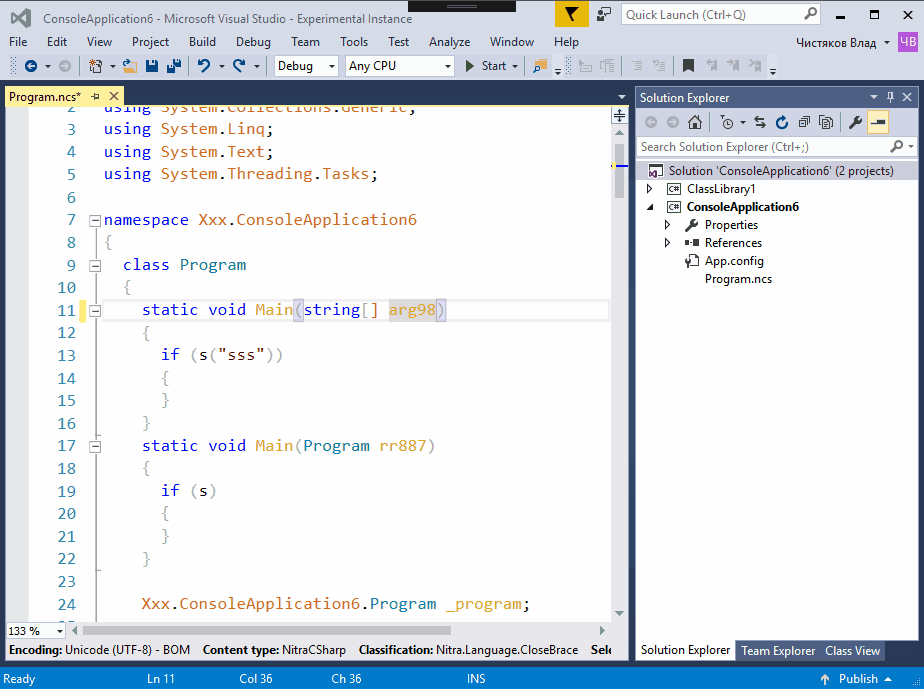 ConsoleApplication6 - Microsoft Visual Studio - Experimental Instance
Quick Launch (Ctrl+Q)
File Edit View Project Build Debug Team Tools Test Analyze Window Help
Чистяков Влад ЧВ
Debug Any CPU Start
Program.ncs*
2 using System.Collections.Generic;
3 using System.Linq;
4 using System.Text;
5 using System.Threading.Tasks;
6
7 namespace Xxx.ConsoleApplication6
8 {
9 class Program
10 {
11 static void Main(string[] arg98)
12 {
13 if (s("sss"))
14 {
15 }
16 }
17 static void Main(Program rr887)
18 {
19 if (s)
20 {
21 }
22 }
23
24 Xxx.ConsoleApplication6.Program _program;
133 %
Encoding: Unicode (UTF-8) - BOM Content type: NitraCSharp Classification: Nitra.Language.CloseBrace Sele
Solution Explorer
Search Solution Explorer (Ctrl+;)
Solution 'ConsoleApplication6' (2 projects)
C# ClassLibrary1
C# ConsoleApplication6
Properties
References
App.config
Program.ncs
Solution Explorer Team Explorer Class View
Ready Ln 11 Col 36 Ch 36 INS Publish